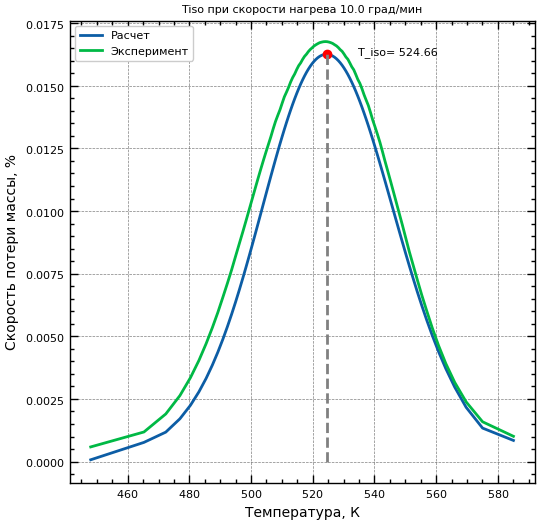 Tiso при скорости нагрева 10.0 град/мин
Расчет
Эксперимент
T_iso= 524.66
Скорость потери массы, %
0.0175
0.0150
0.0125
0.0100
0.0075
0.0050
0.0025
0.0000
460 480 500 520 540 560 580
Температура, К